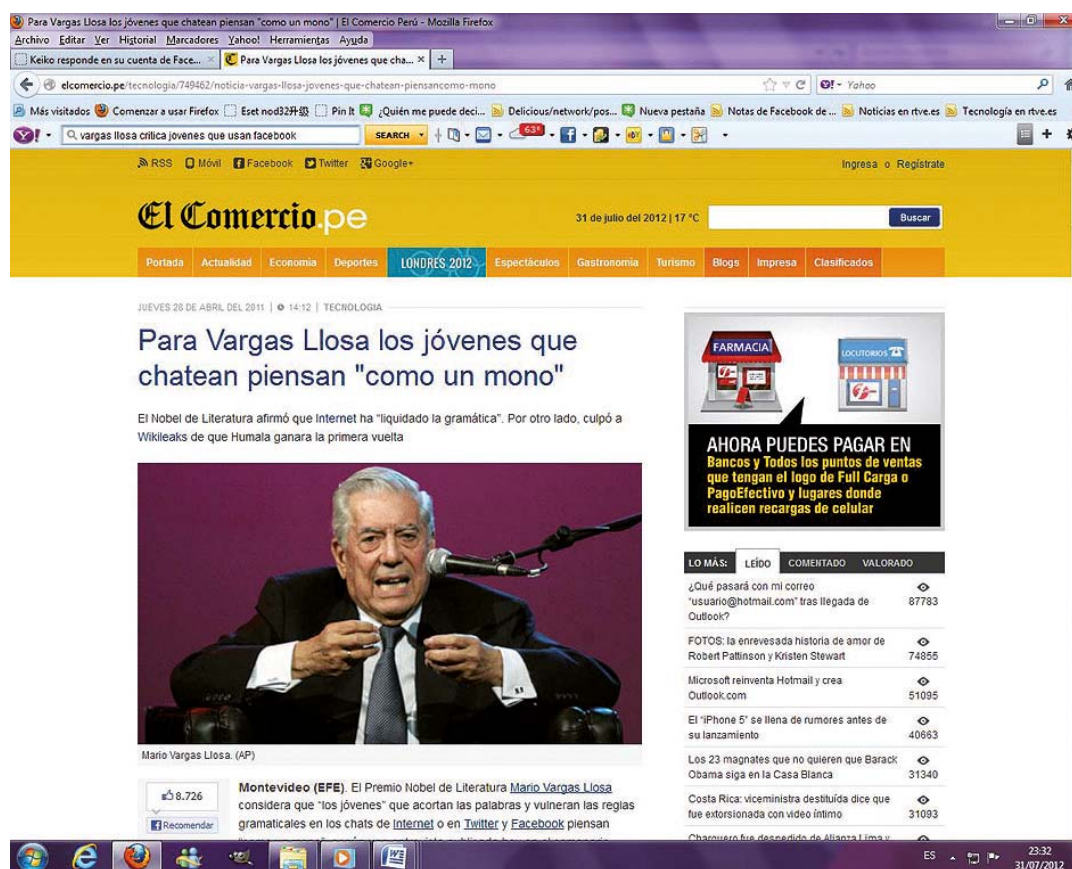 Para Vargas Llosa los jóvenes que chatean piensan "como un mono" | El Comercio Perú - Mozilla Firefox
Archivo Editar Ver Historial Marcadores Yahoo! Herramientas Ayuda
Keiko responde en su cuenta de Face...
Para Vargas Llosa los jóvenes que cha...
elcomercio.pe/tecnologia/749462/noticia-vargas-llosa-jovenes-que-chatean-piensancomo-mono
Yahoo
Más visitados Comenzar a usar Firefox Eset nod32升级 Pin It ¿Quién me puede deci... Delicious/network/pos... Nueva pestaña Notas de Facebook de ... Noticias en rtve.es Tecnología en rtve.es
vargas llosa critica jovenes que usan facebook SEARCH 63°
RSS Móvil Facebook Twitter Google+ Ingresa o Regístrate
El Comercio.pe
31 de julio del 2012 | 17 °C Buscar
Portada Actualidad Economía Deportes LONDRES 2012 Espectáculos Gastronomía Turismo Blogs Impresa Clasificados
JUEVES 28 DE ABRIL DEL 2011 | 14:12 | TECNOLOGIA
Para Vargas Llosa los jóvenes que
chatean piensan "como un mono"
El Nobel de Literatura afirmó que Internet ha "liquidado la gramática". Por otro lado, culpó a
Wikileaks de que Humala ganara la primera vuelta
Mario Vargas Llosa. (AP)
8.726
Recomendar
Montevideo (EFE). El Premio Nobel de Literatura Mario Vargas Llosa
considera que "los jóvenes" que acortan las palabras y vulneran las reglas
gramaticales en los chats de Internet o en Twitter y Facebook piensan
FARMACIA
LOCUTORIOS
AHORA PUEDES PAGAR EN
Bancos y Todos los puntos de ventas
que tengan el logo de Full Carga o
PagoEfectivo y lugares donde
realicen recargas de celular
LO MÁS: LEÍDO COMENTADO VALORADO
¿Qué pasará con mi correo
"usuario@hotmail.com" tras llegada de
Outlook?
87783
FOTOS: la enrevesada historia de amor de
Robert Pattinson y Kristen Stewart
74855
Microsoft reinventa Hotmail y crea
Outlook.com
51095
El "iPhone 5" se llena de rumores antes de
su lanzamiento
40663
Los 23 magnates que no quieren que Barack
Obama siga en la Casa Blanca
31340
Costa Rica: viceministra destituída dice que
fue extorsionada con video íntimo
31093
Charquero fue despedido de Alianza Lima y
ES
23:32
31/07/2012